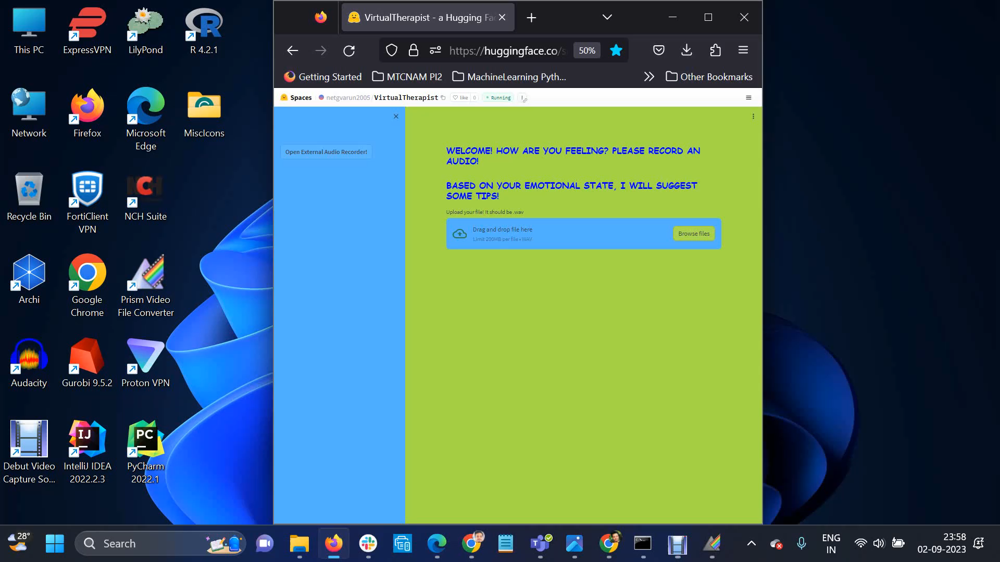 This PC
ExpressVPN
LilyPond
R 4.2.1
Network
Firefox
Microsoft
Edge
MiscIcons
Recycle Bin
FortiClient
VPN
NCH
NCH Suite
Archi
Google
Chrome
Prism Video
File Converter
Audacity
Gurobi 9.5.2
Proton VPN
Debut Video
Capture So...
IJ
IntelliJ IDEA
2022.2.3
PC
PyCharm
2022.1
VirtualTherapist - a Hugging Fa
https://huggingface.co/s
50%
Getting Started
MTCNAM PI2
MachineLearning Pyth...
Other Bookmarks
Spaces
netgvarun2005/VirtualTherapist
like 0
Running
Open External Audio Recorder!
WELCOME! HOW ARE YOU FEELING? PLEASE RECORD AN
AUDIO!
BASED ON YOUR EMOTIONAL STATE, I WILL SUGGEST
SOME TIPS!
Upload your file! It should be .wav
Drag and drop file here
Limit 200MB per file • WAV
Browse files
28°
Search
ENG
IN
23:58
02-09-2023